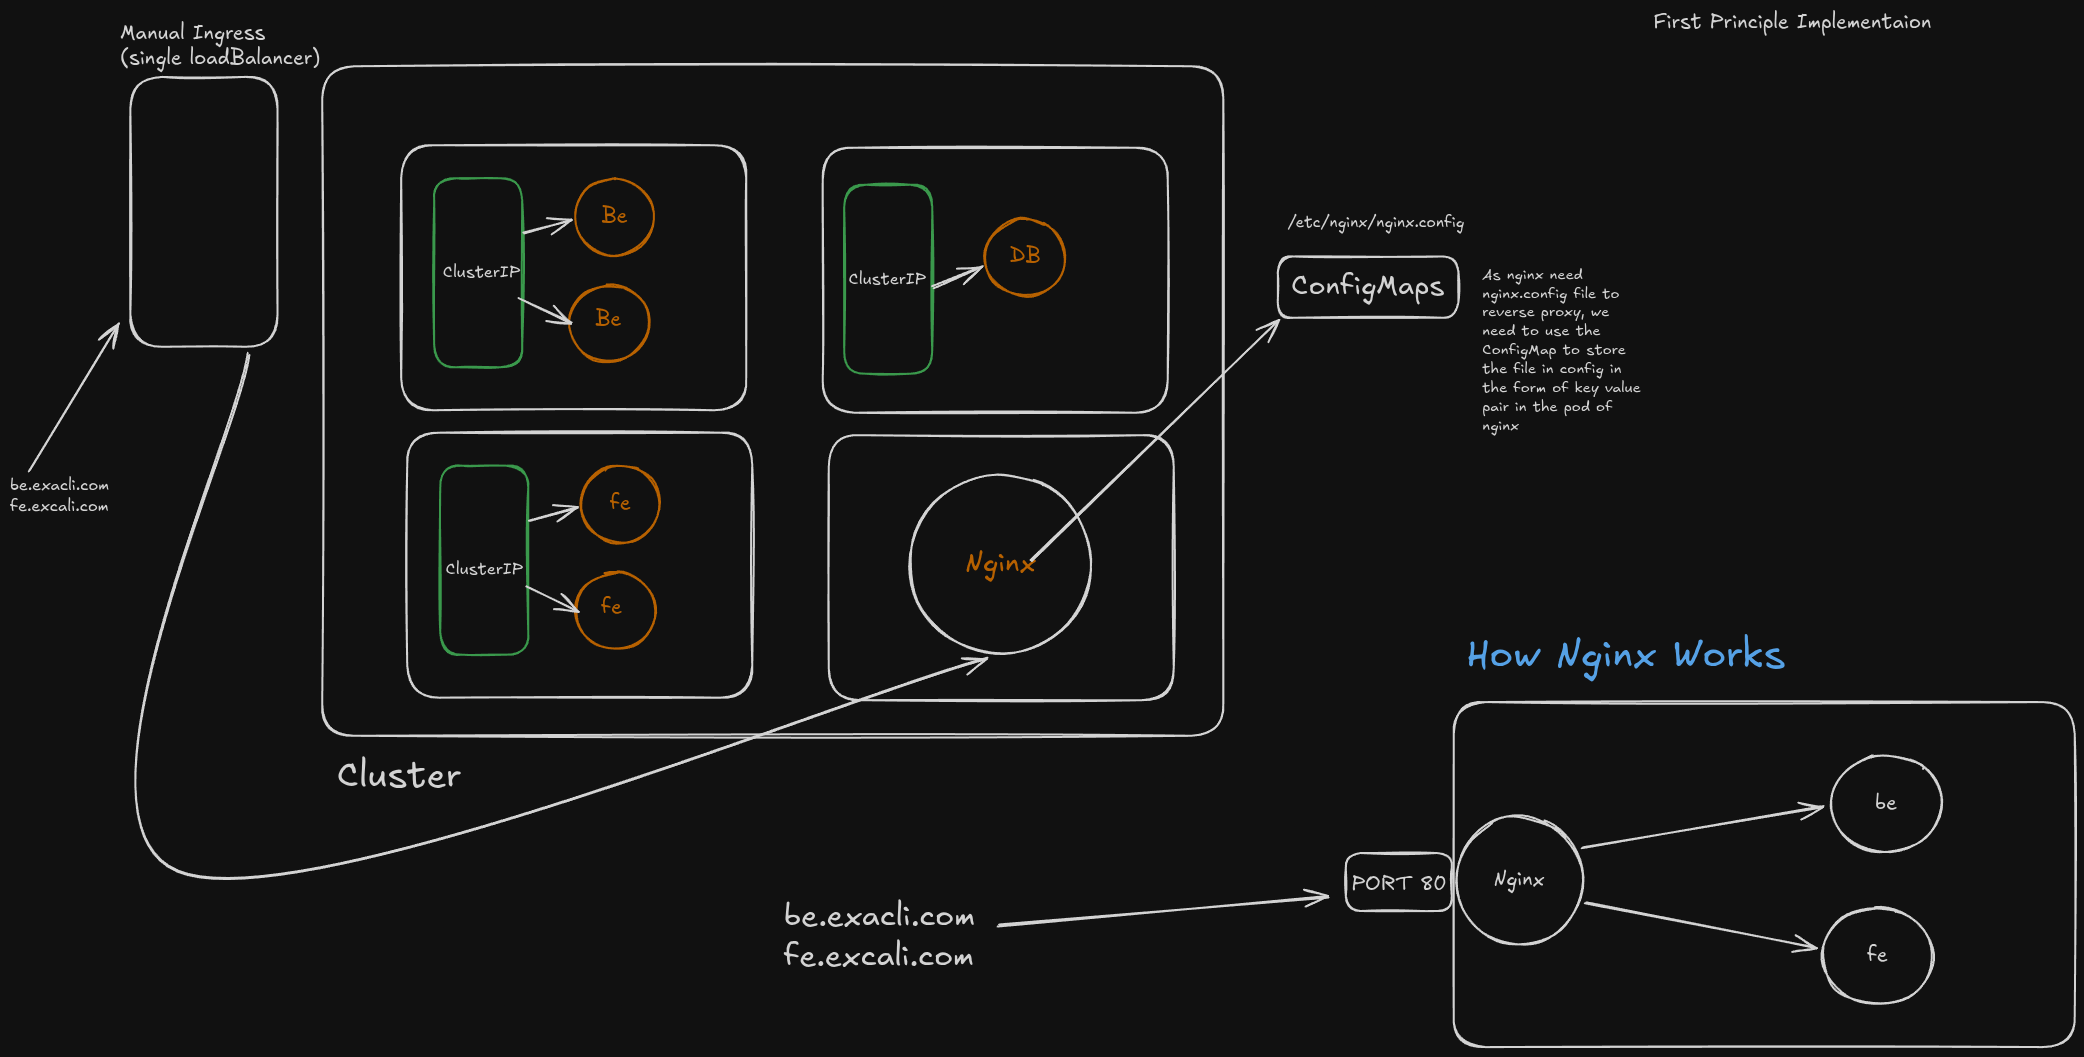 First Principle Implementaion
Manual Ingress
(single loadBalancer)
Be
ClusterIP
Be
DB
ClusterIP
/etc/nginx/nginx.config
ConfigMaps
As nginx need
nginx.config file to
reverse proxy, we
need to use the
ConfigMap to store
the file in config in
the form of key value
pair in the pod of
nginx
be.exacli.com
fe.excali.com
fe
ClusterIP
fe
Nginx
Cluster
How Nginx Works
be
Nginx
PORT 80
fe
be.exacli.com
fe.excali.com